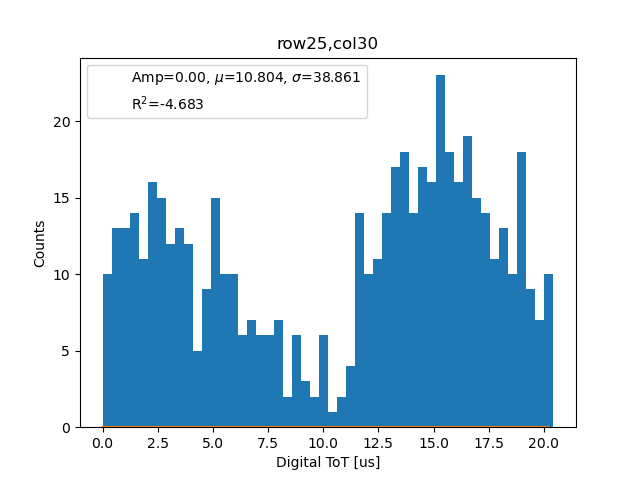 row25,col30
Amp=0.00, μ=10.804, σ=38.861
R²=-4.683
Counts
20
15
10
5
0
0.0 2.5 5.0 7.5 10.0 12.5 15.0 17.5 20.0
Digital ToT [us]